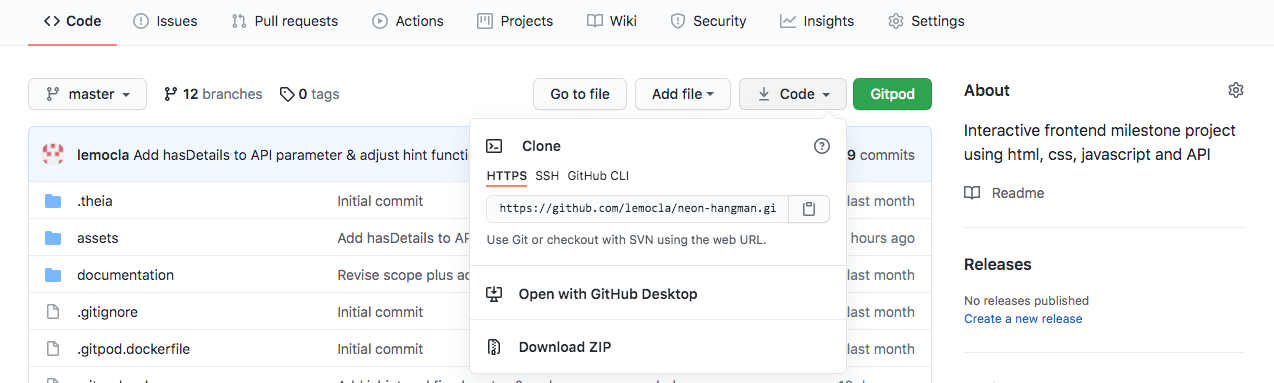 Code Issues Pull requests Actions Projects Wiki Security Insights Settings
master 12 branches 0 tags Go to file Add file Code Gitpod
lemocla Add hasDetails to API parameter & adjust hint functi 9 commits
.theia Initial commit last month
assets Add hasDetails to AP hours ago
documentation Revise scope plus ad last month
.gitignore Initial commit last month
.gitpod.dockerfile Initial commit last month
Clone
HTTPS SSH GitHub CLI
https://github.com/lemocla/neon-hangman.gi
Use Git or checkout with SVN using the web URL.
Open with GitHub Desktop
Download ZIP
About
Interactive frontend milestone project
using html, css, javascript and API
Readme
Releases
No releases published
Create a new release